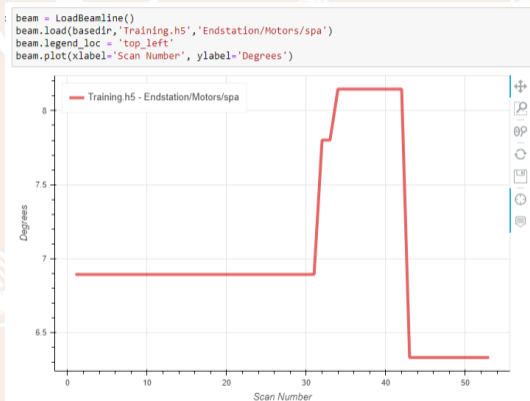 beam = LoadBeamline()
beam.load(basedir,'Training.h5','Endstation/Motors/spa')
beam.legend_loc = 'top_left'
beam.plot(xlabel='Scan Number', ylabel='Degrees')
Training.h5 - Endstation/Motors/spa
8
7.5
7
6.5
Degrees
0 10 20 30 40 50
Scan Number